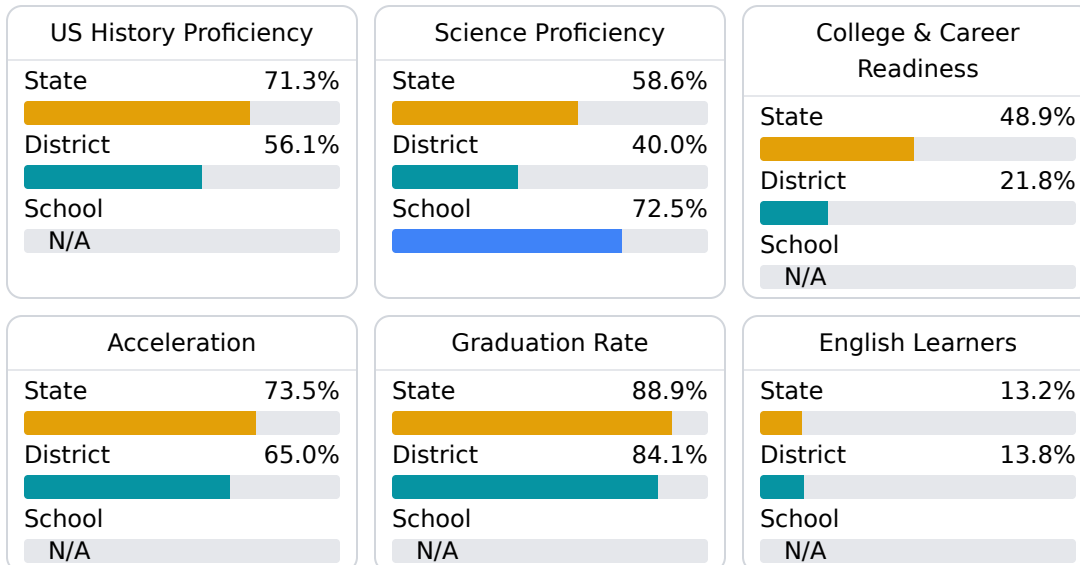 US History Proficiency
State 71.3%
District 56.1%
School
N/A
Science Proficiency
State 58.6%
District 40.0%
School 72.5%
College & Career
Readiness
State 48.9%
District 21.8%
School
N/A
Acceleration
State 73.5%
District 65.0%
School
N/A
Graduation Rate
State 88.9%
District 84.1%
School
N/A
English Learners
State 13.2%
District 13.8%
School
N/A